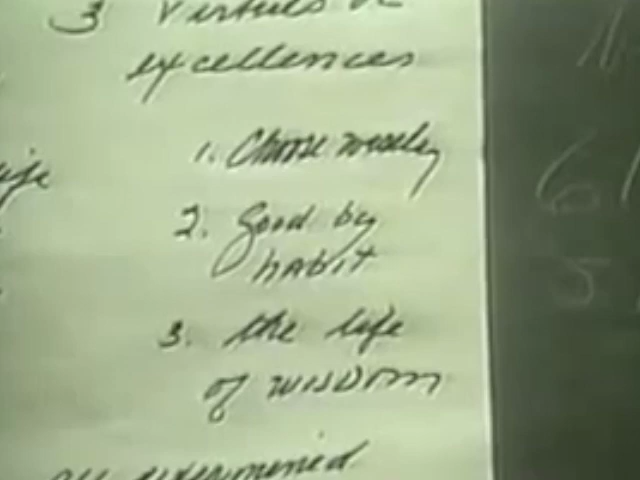 3 Virtues or
excellences
1. Choose wisely
2. Good by
habit
3. the life
of wisdom